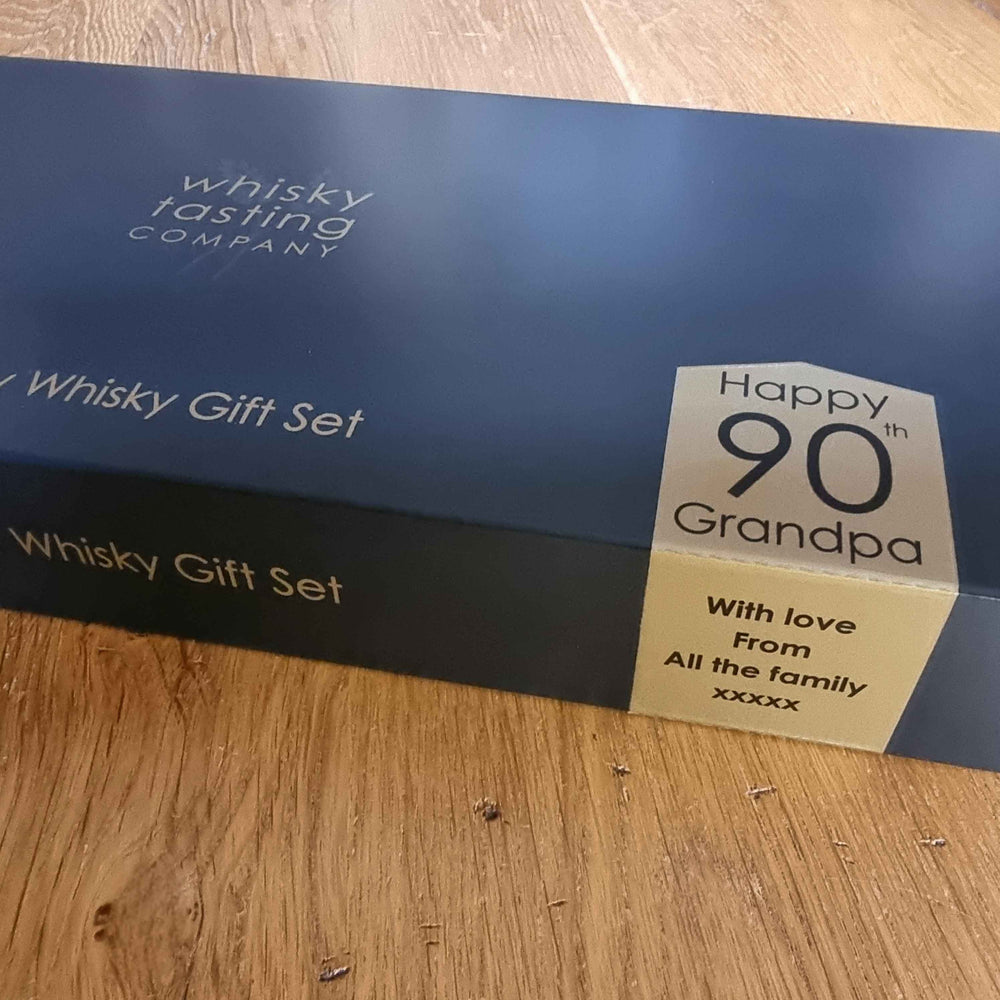 whisky
tasting
COMPANY
Whisky Gift Set
Whisky Gift Set
Happy
90th
Grandpa
With love
From
All the family
xxxxx